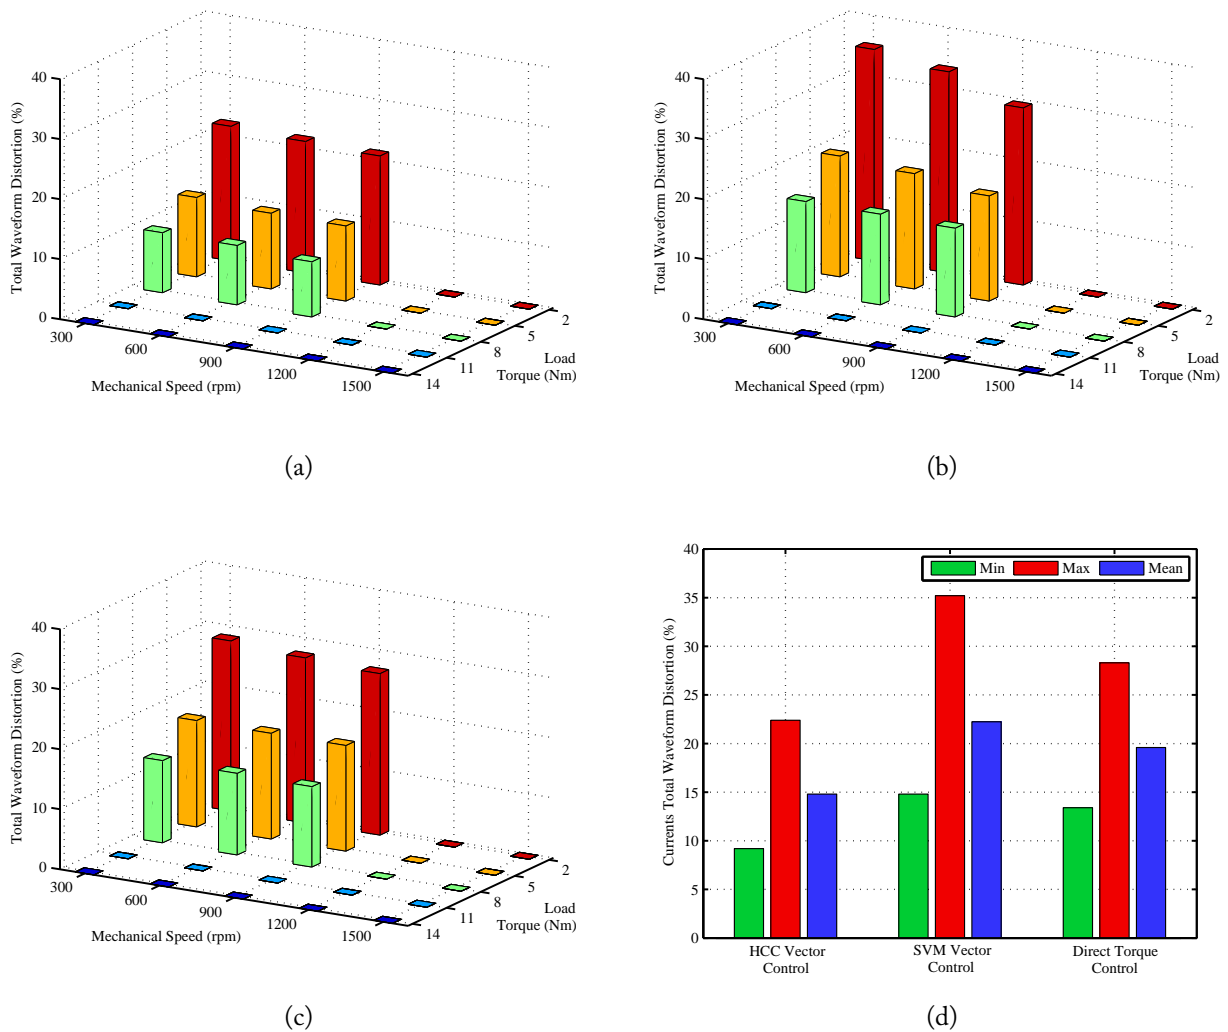 40
30
20
10
0
Total Waveform Distortion (%)
300
600
900
1200
1500
Mechanical Speed (rpm)
2
5
8
11
14
Load
Torque (Nm)
(a)
40
30
20
10
0
Total Waveform Distortion (%)
300
600
900
1200
1500
Mechanical Speed (rpm)
2
5
8
11
14
Load
Torque (Nm)
(b)
40
30
20
10
0
Total Waveform Distortion (%)
300
600
900
1200
1500
Mechanical Speed (rpm)
2
5
8
11
14
Load
Torque (Nm)
(c)
40
35
30
25
20
15
10
5
0
Currents Total Waveform Distortion (%)
Min Max Mean
HCC Vector
Control
SVM Vector
Control
Direct Torque
Control
(d)